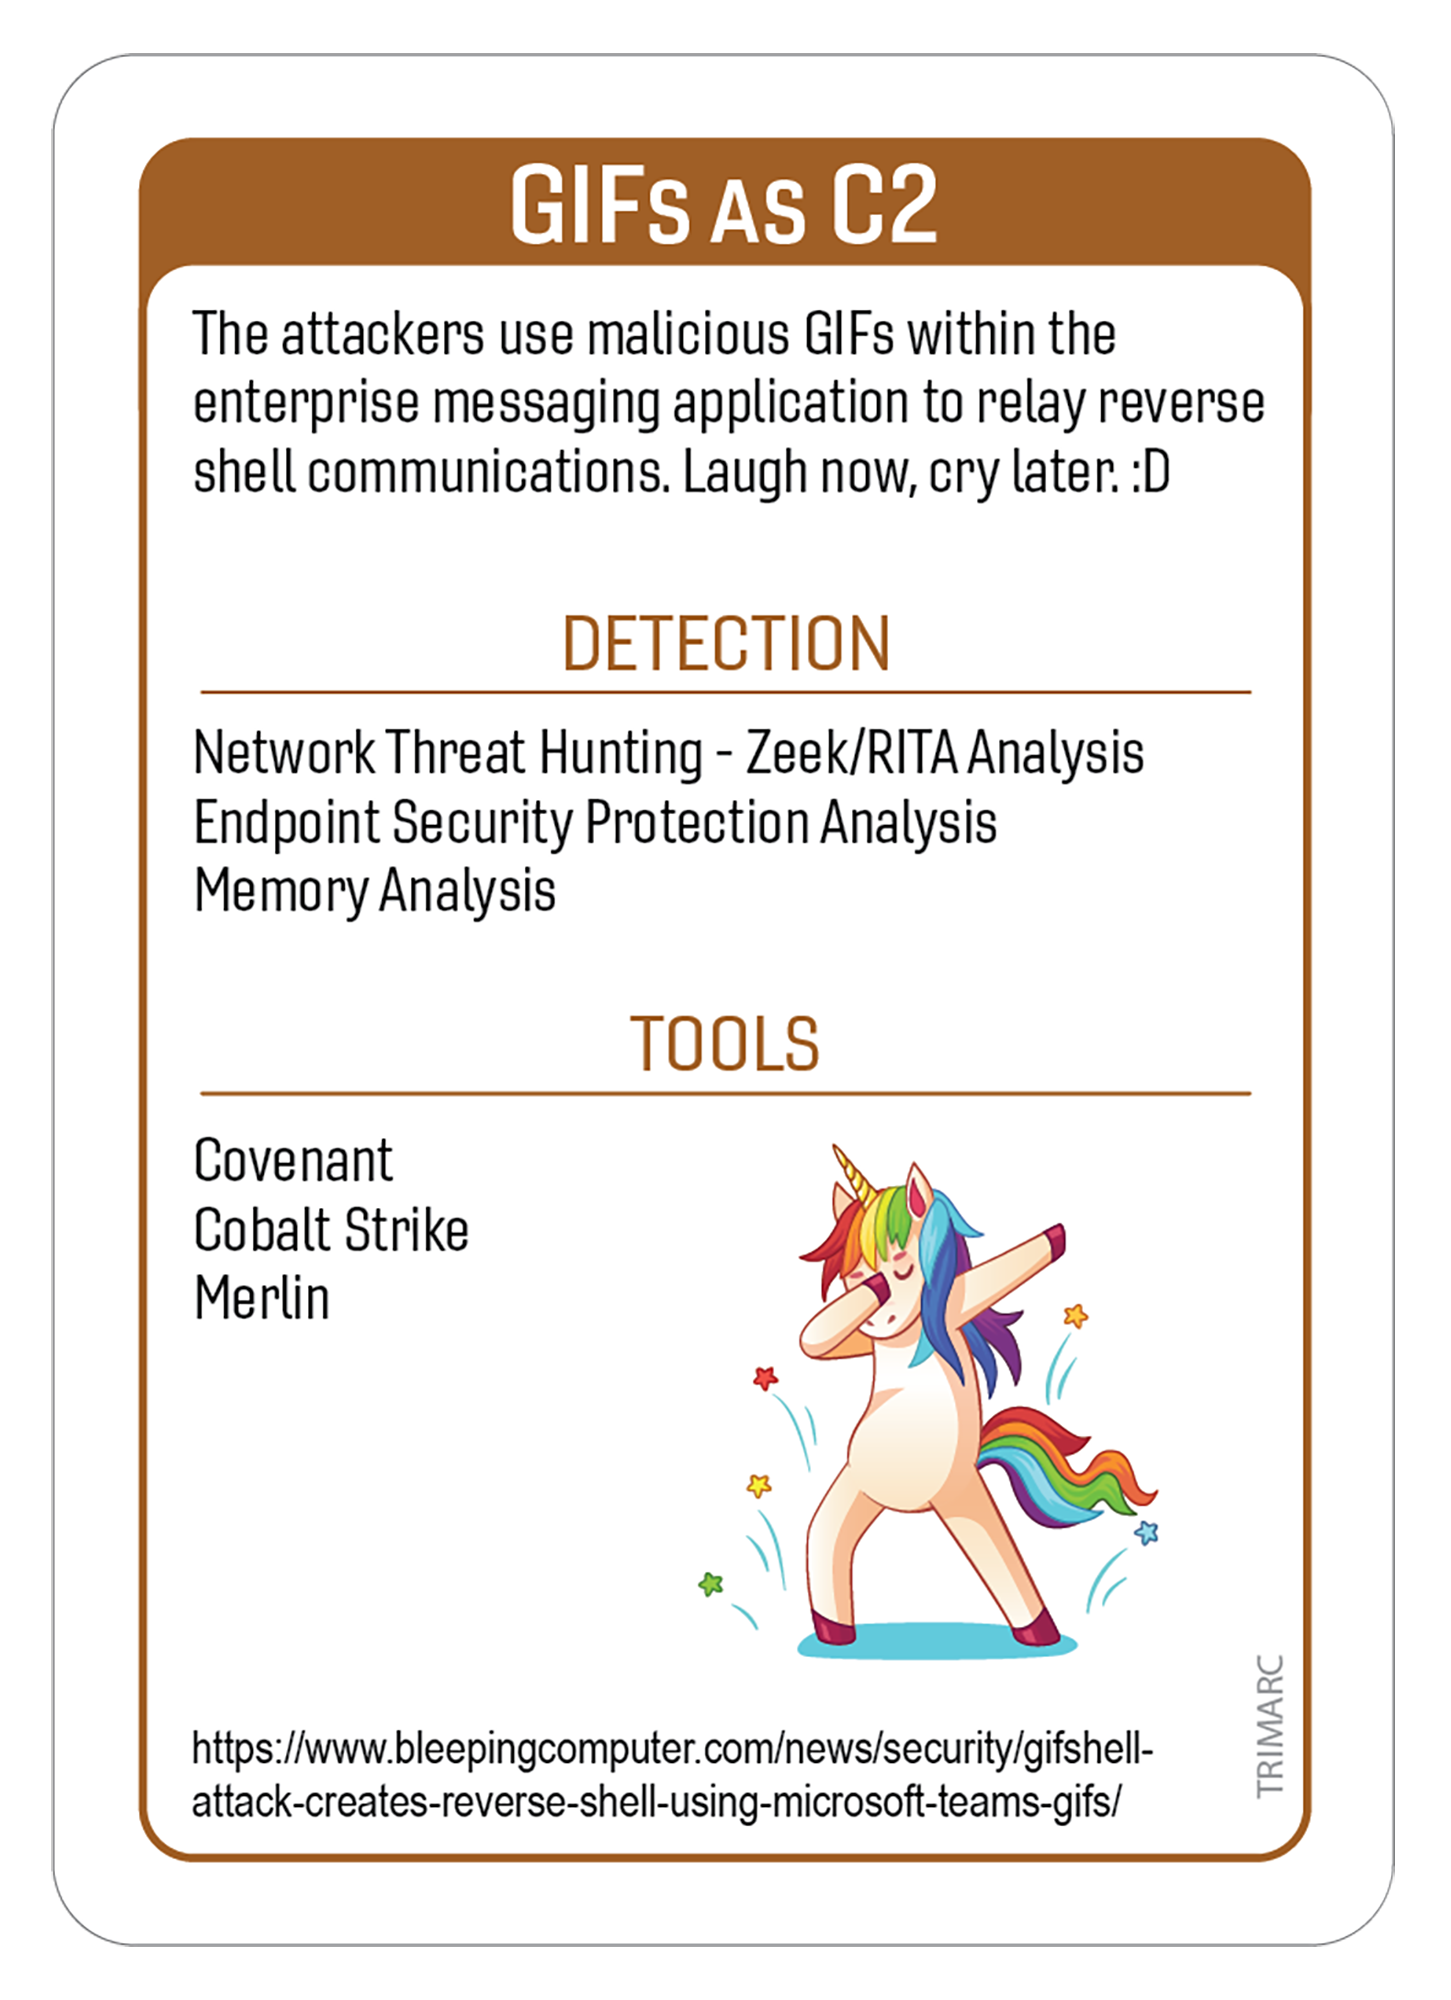 GIFs as C2
The attackers use malicious GIFs within the
enterprise messaging application to relay reverse
shell communications. Laugh now, cry later. :D
DETECTION
Network Threat Hunting - Zeek/RITA Analysis
Endpoint Security Protection Analysis
Memory Analysis
TOOLS
Covenant
Cobalt Strike
Merlin
TRIMARC
https://www.bleepingcomputer.com/news/security/gifshell-
attack-creates-reverse-shell-using-microsoft-teams-gifs/